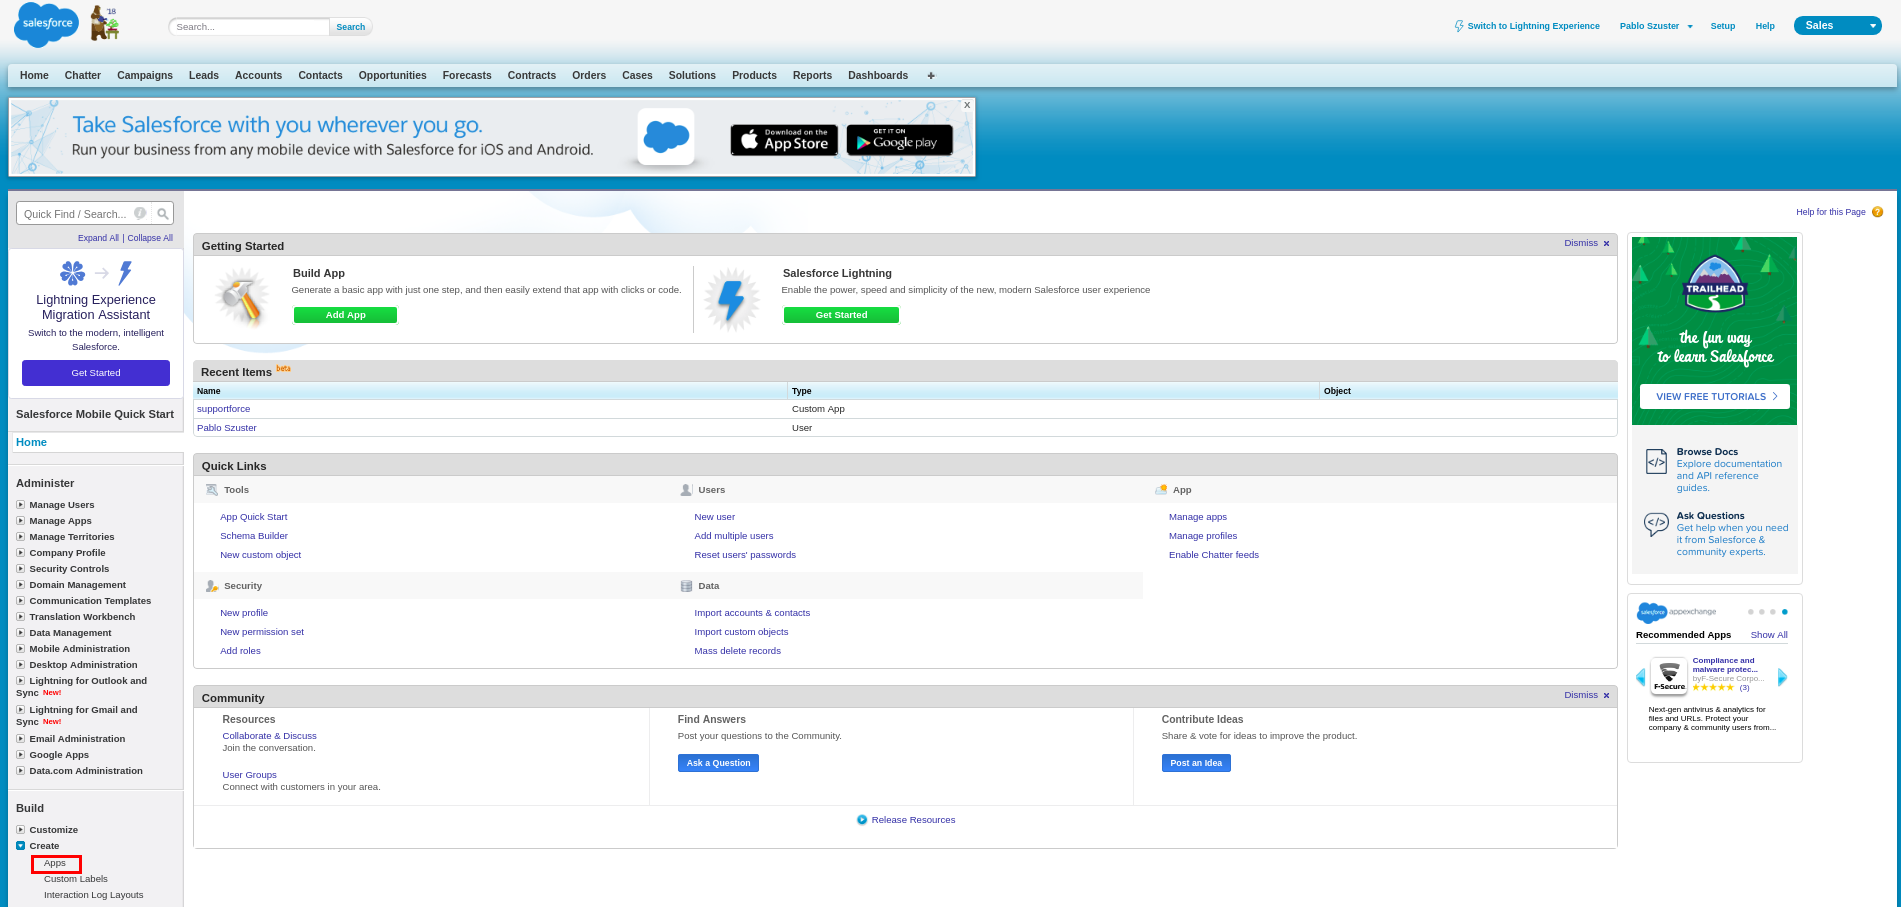 salesforce
'18
Search...
Search
Switch to Lightning Experience
Pablo Szuster
Setup
Help
Sales
Home Chatter Campaigns Leads Accounts Contacts Opportunities Forecasts Contracts Orders Cases Solutions Products Reports Dashboards +
Take Salesforce with you wherever you go.
Run your business from any mobile device with Salesforce for iOS and Android.
Download on the
App Store
GET IT ON
Google play
X
Quick Find / Search...
Expand All | Collapse All
Lightning Experience
Migration Assistant
Switch to the modern, intelligent
Salesforce.
Get Started
Salesforce Mobile Quick Start
Home
Administer
Manage Users
Manage Apps
Manage Territories
Company Profile
Security Controls
Domain Management
Communication Templates
Translation Workbench
Data Management
Mobile Administration
Desktop Administration
Lightning for Outlook and
Sync New!
Lightning for Gmail and
Sync New!
Email Administration
Google Apps
Data.com Administration
Build
Customize
Create
Apps
Custom Labels
Interaction Log Layouts
Help for this Page ?
Getting Started
Dismiss x
Build App
Generate a basic app with just one step, and then easily extend that app with clicks or code.
Add App
Salesforce Lightning
Enable the power, speed and simplicity of the new, modern Salesforce user experience
Get Started
Recent Items beta
Name Type Object
supportforce Custom App
Pablo Szuster User
Quick Links
Tools
App Quick Start
Schema Builder
New custom object
Users
New user
Add multiple users
Reset users' passwords
App
Manage apps
Manage profiles
Enable Chatter feeds
Security
New profile
New permission set
Add roles
Data
Import accounts & contacts
Import custom objects
Mass delete records
Community
Dismiss x
Resources
Collaborate & Discuss
Join the conversation.
User Groups
Connect with customers in your area.
Find Answers
Post your questions to the Community.
Ask a Question
Contribute Ideas
Share & vote for ideas to improve the product.
Post an Idea
Release Resources
TRAILHEAD
the fun way
to learn Salesforce
VIEW FREE TUTORIALS
Browse Docs
Explore documentation
and API reference
guides.
Ask Questions
Get help when you need
it from Salesforce &
community experts.
salesforce appexchange
Recommended Apps Show All
F-Secure
Compliance and
malware protec...
byF-Secure Corpo...
(3)
Next-gen antivirus & analytics for
files and URLs. Protect your
company & community users from...